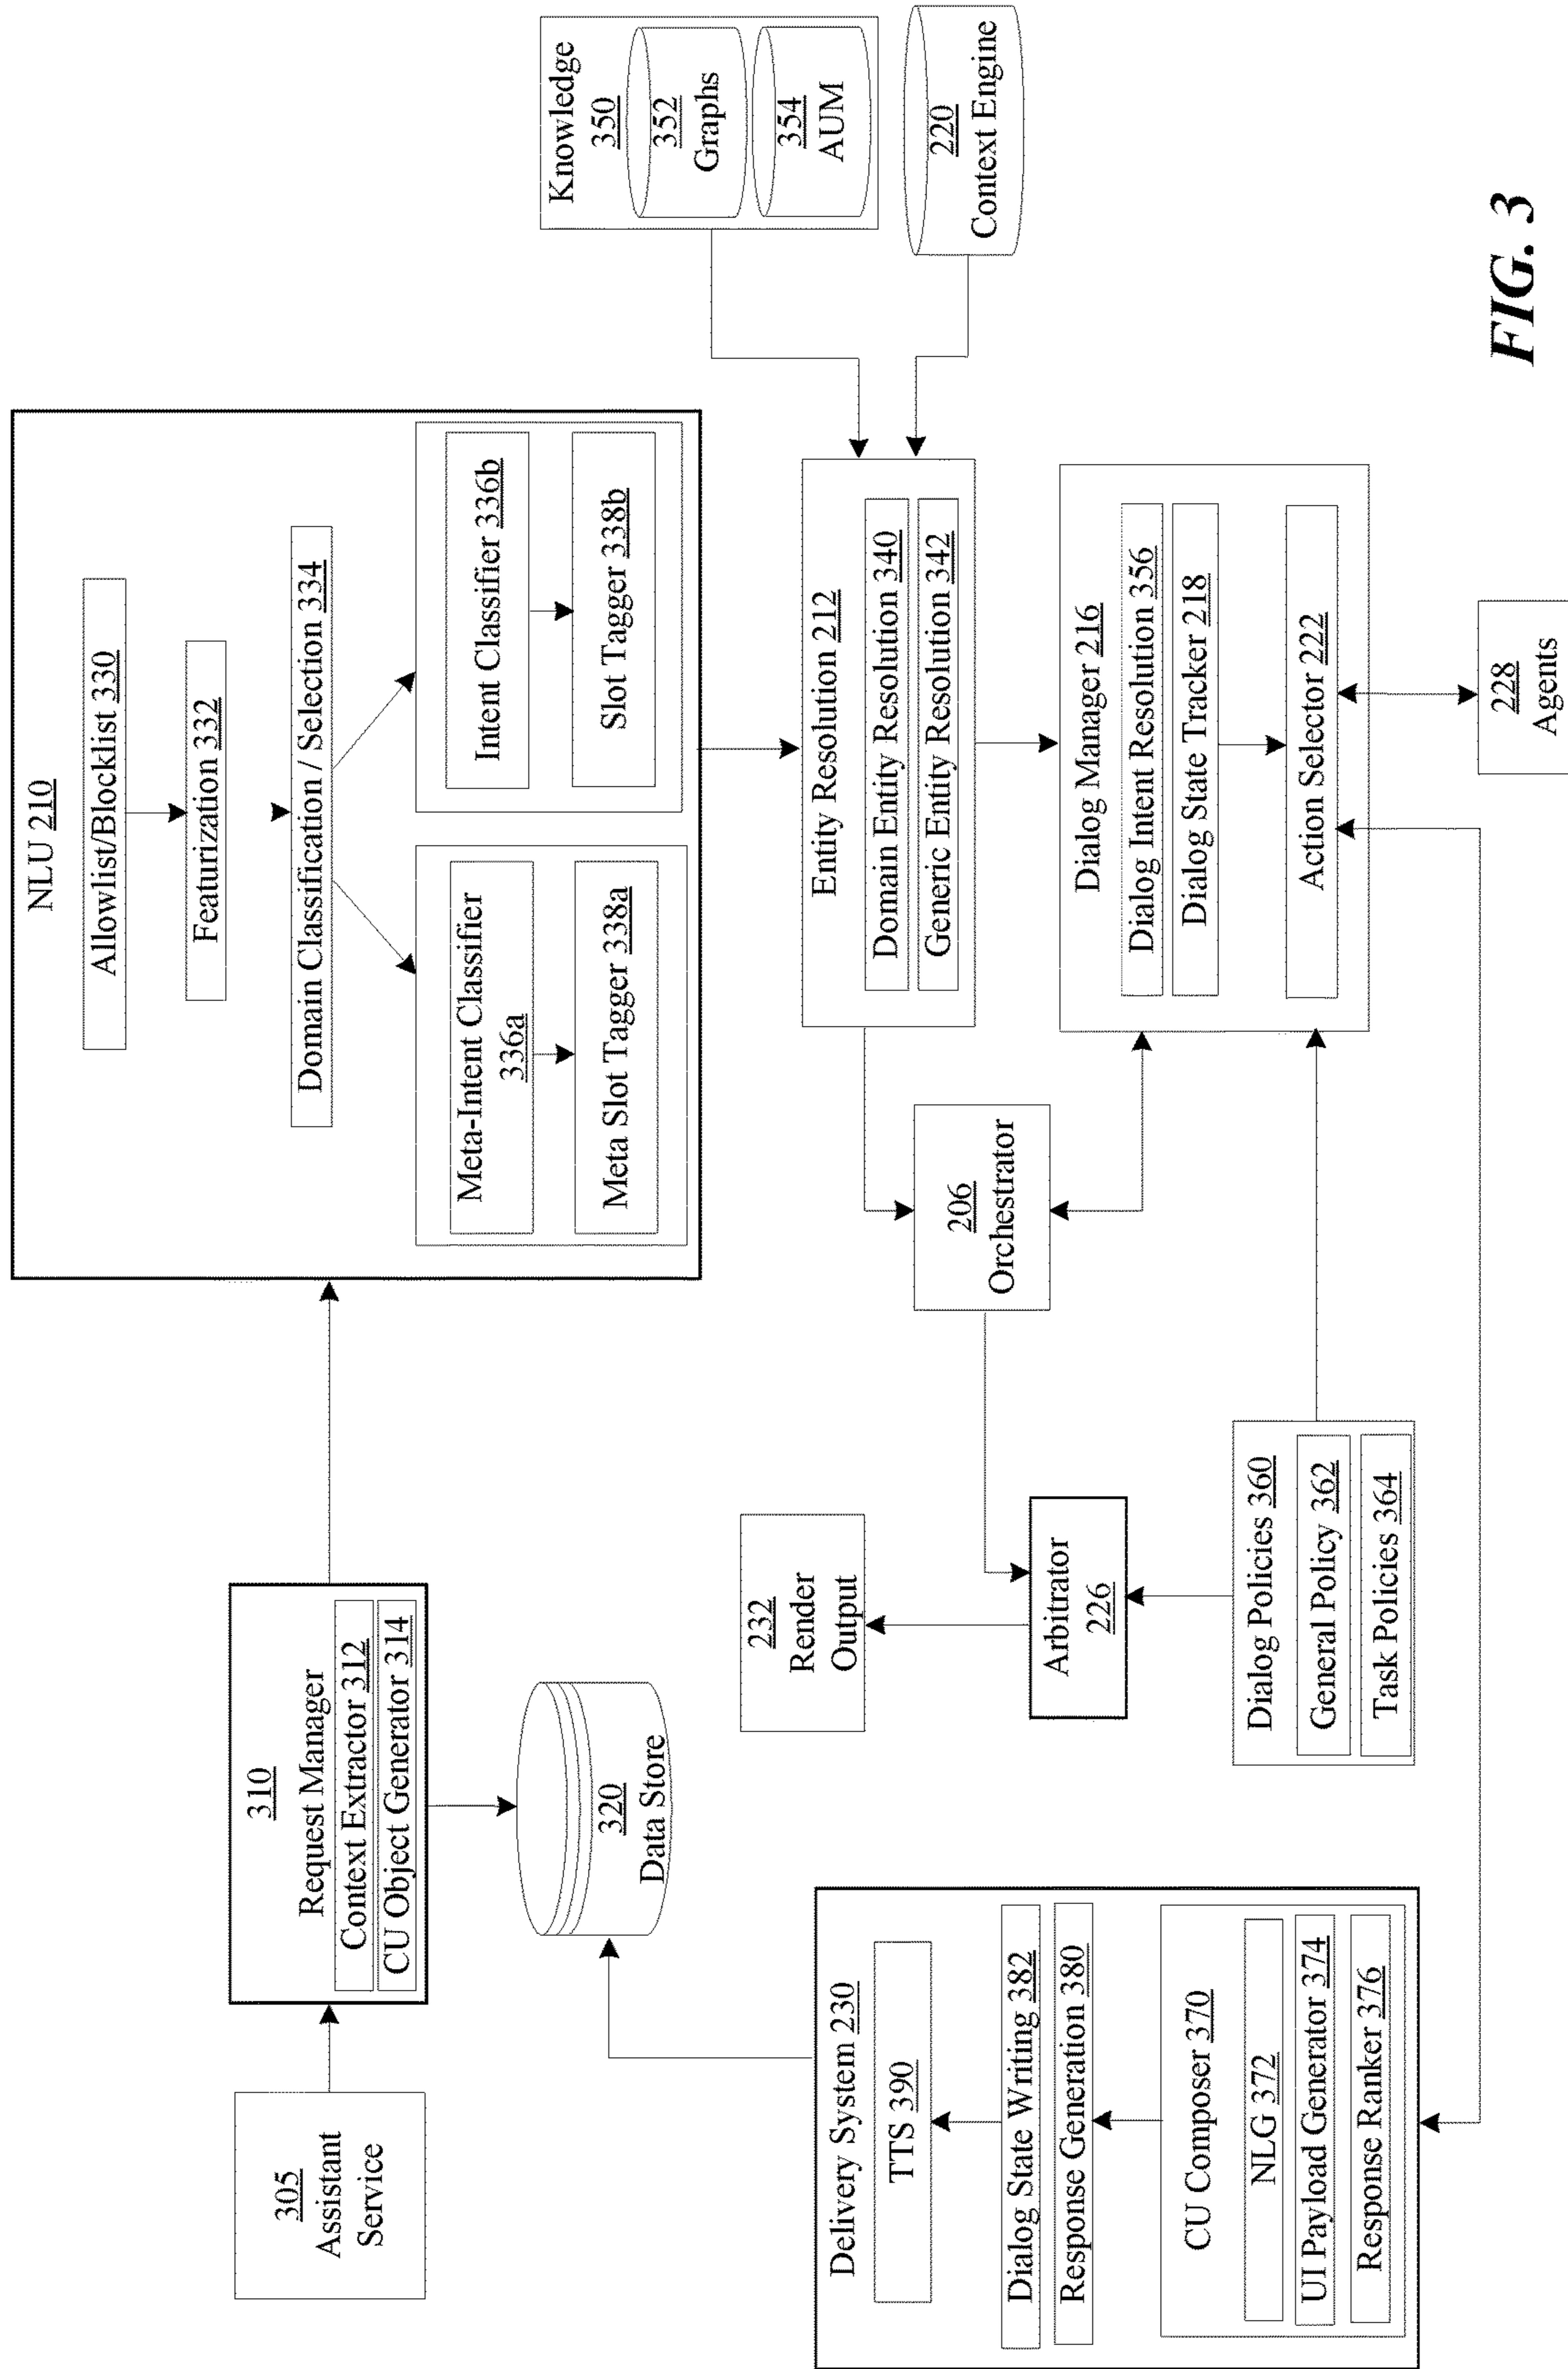 305
Assistant
Service
310
Request Manager
Context Extractor 312
CU Object Generator 314
320
Data Store
NLU 210
Allowlist/Blocklist 330
Featurization 332
Domain Classification / Selection 334
Meta-Intent Classifier
336a
Meta Slot Tagger 338a
Intent Classifier 336b
Slot Tagger 338b
Knowledge
350
352
Graphs
354
AUM
220
Context Engine
Entity Resolution 212
Domain Entity Resolution 340
Generic Entity Resolution 342
206
Orchestrator
232
Render
Output
Arbitrator
226
Delivery System 230
TTS 390
Dialog State Writing 382
Response Generation 380
CU Composer 370
NLG 372
UI Payload Generator 374
Response Ranker 376
Dialog Policies 360
General Policy 362
Task Policies 364
Dialog Manager 216
Dialog Intent Resolution 356
Dialog State Tracker 218
Action Selector 222
228
Agents
FIG. 3